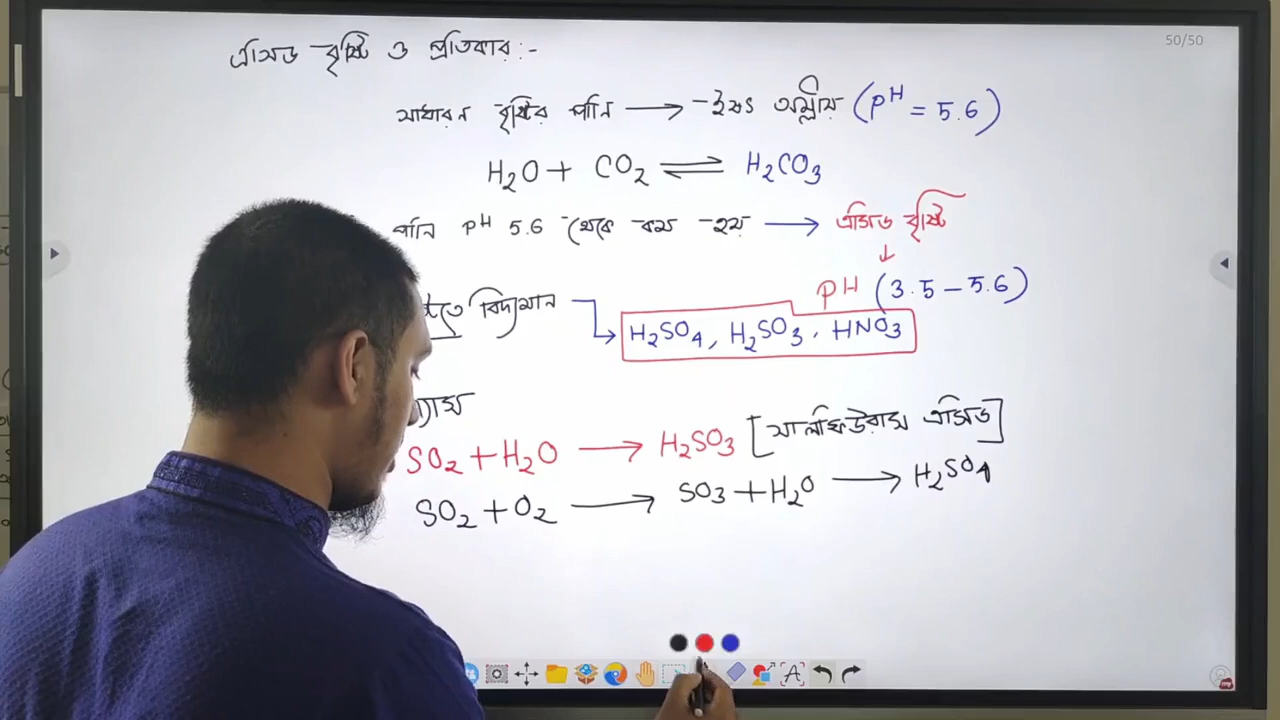 এসিড বৃষ্টি ও প্রতিকার :-
50/50
সাধারন বৃষ্টির পানি ⟶ ইষৎ অম্লীয় (pH = 5.6)
H₂O + CO₂ ⇌ H₂CO₃
পানি pH 5.6 থেকে কম হয় ⟶ এসিড বৃষ্টি
↓
pH (3.5 – 5.6)
তে বিদ্যমান → H₂SO₄, H₂SO₃, HNO₃
SO₂ + H₂O ⟶ H₂SO₃ [সালফিউরাস এসিড]
SO₂ + O₂ ⟶ SO₃ + H₂O ⟶ H₂SO₄